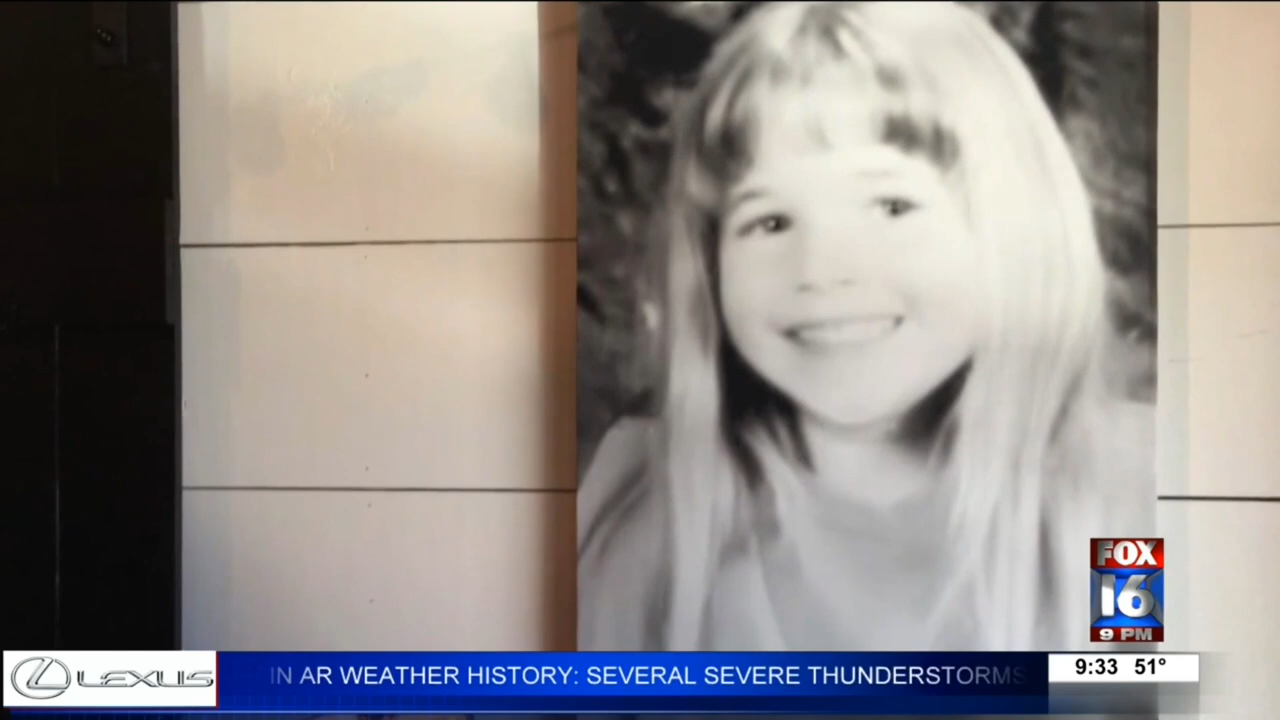 FOX
16
9 PM
LEXUS
IN AR WEATHER HISTORY: SEVERAL SEVERE THUNDERSTORMS
9:33 51°